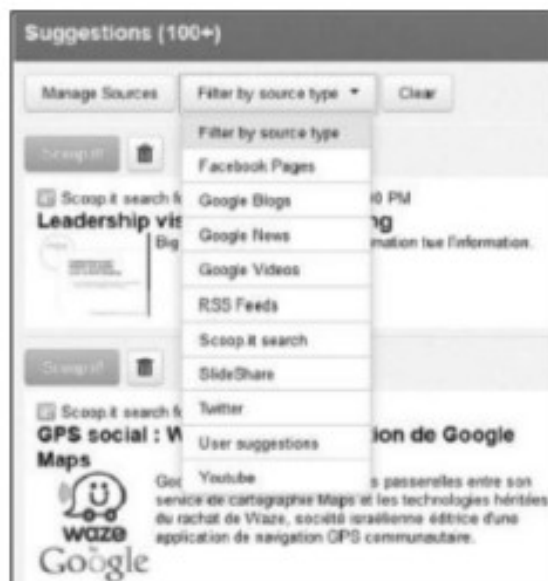 Suggestions (100+)
Manage Sources
Filter by source type
Clear
Filter by source type
Facebook Pages
Google Blogs
Google News
Google Videos
RSS Feeds
Scoop.it search
SlideShare
Twitter
User suggestions
Youtube
Scoop.it!
Scoop.it search f
0 PM
Leadership vis
ng
Big
mation tue l'information.
Scoop.it!
Scoop.it search f
GPS social : W
ion de Google
Maps
Goo
s passerelles entre son
service de cartographie Maps et les technologies héritées
du rachat de Waze, société israélienne éditrice d'une
application de navigation GPS communautaire.
waze
Google